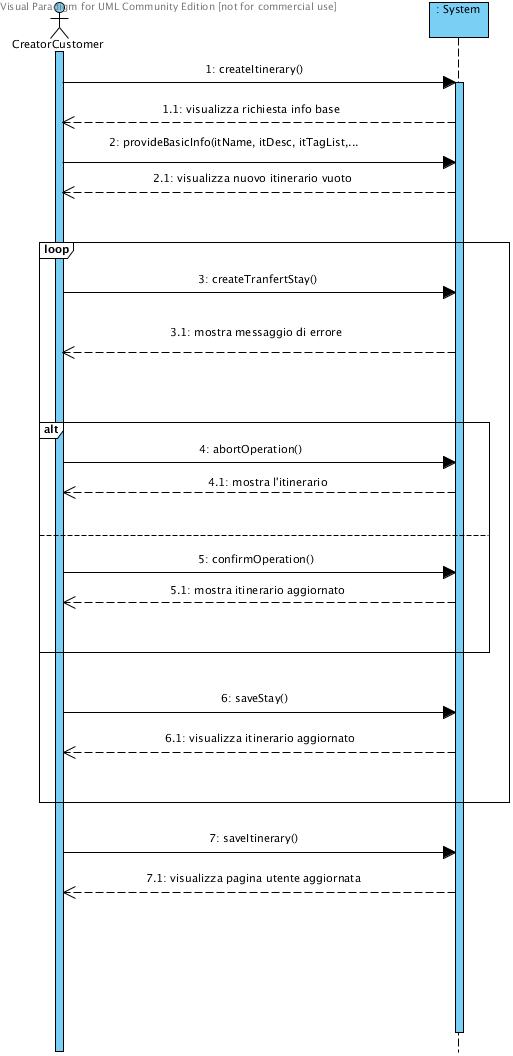 Visual Paradigm for UML Community Edition [not for commercial use]
CreatorCustomer
: System
1: createItinerary()
1.1: visualizza richiesta info base
2: provideBasicInfo(itName, itDesc, itTagList,...
2.1: visualizza nuovo itinerario vuoto
loop
3: createTranfertStay()
3.1: mostra messaggio di errore
alt
4: abortOperation()
4.1: mostra l'itinerario
5: confirmOperation()
5.1: mostra itinerario aggiornato
6: saveStay()
6.1: visualizza itinerario aggiornato
7: saveItinerary()
7.1: visualizza pagina utente aggiornata